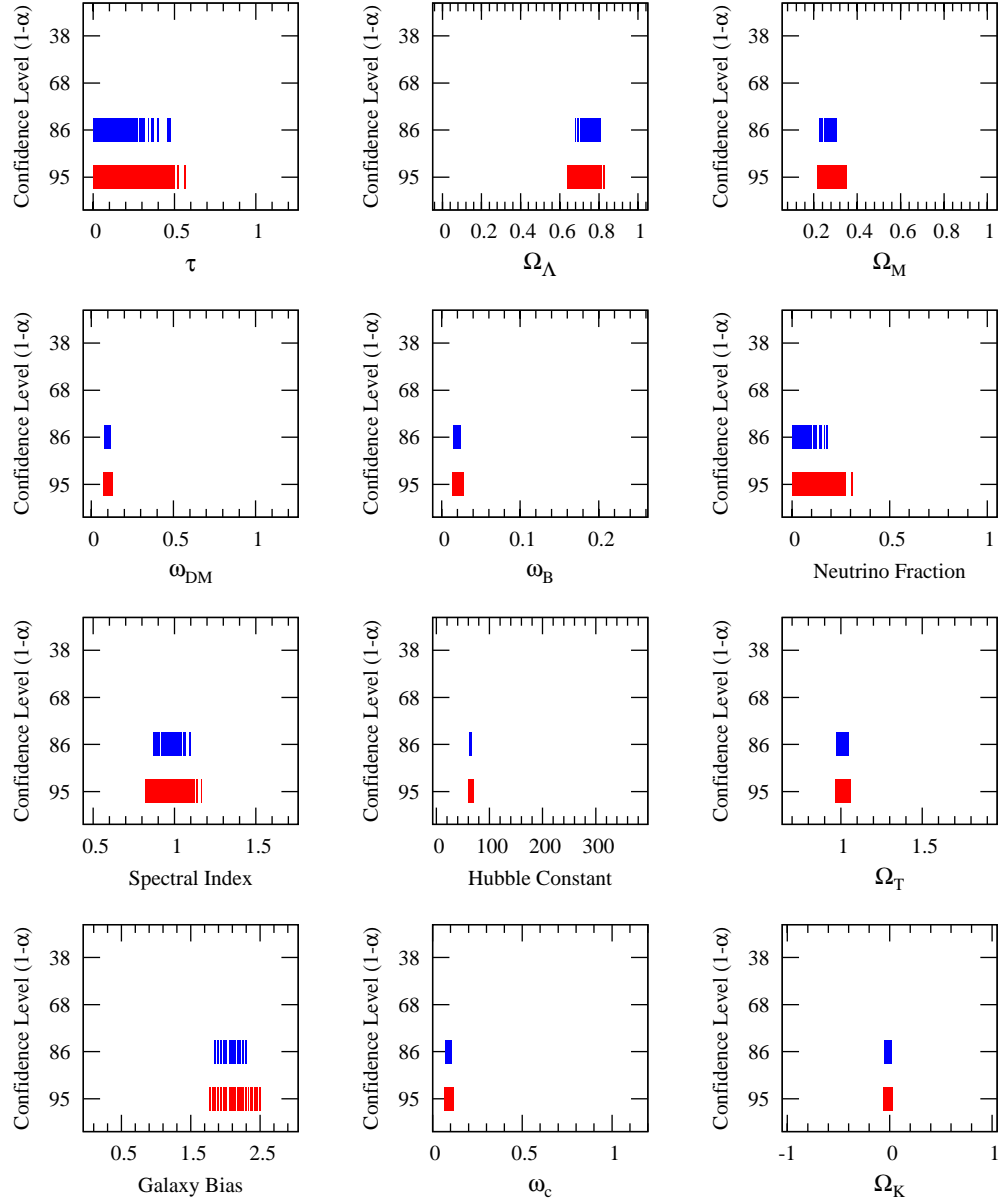 Confidence Level (1-α)
38
68
86
95
0 0.5 1
τ
Confidence Level (1-α)
38
68
86
95
0 0.2 0.4 0.6 0.8 1
Ω_Λ
Confidence Level (1-α)
38
68
86
95
0.2 0.4 0.6 0.8 1
Ω_M
Confidence Level (1-α)
38
68
86
95
0 0.5 1
ω_DM
Confidence Level (1-α)
38
68
86
95
0 0.1 0.2
ω_B
Confidence Level (1-α)
38
68
86
95
0 0.5 1
Neutrino Fraction
Confidence Level (1-α)
38
68
86
95
0.5 1 1.5
Spectral Index
Confidence Level (1-α)
38
68
86
95
0 100 200 300
Hubble Constant
Confidence Level (1-α)
38
68
86
95
1 1.5
Ω_T
Confidence Level (1-α)
38
68
86
95
0.5 1.5 2.5
Galaxy Bias
Confidence Level (1-α)
38
68
86
95
0 0.5 1
ω_c
Confidence Level (1-α)
38
68
86
95
-1 0 1
Ω_K